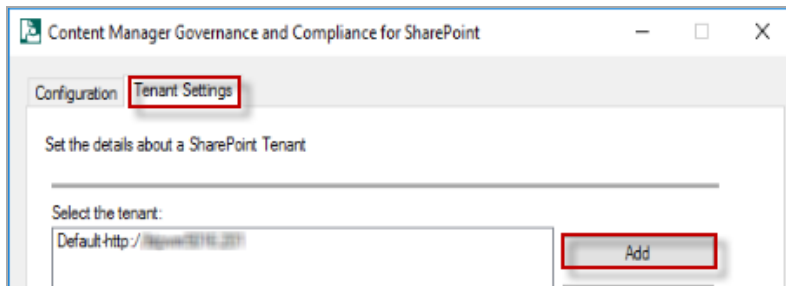 Content Manager Governance and Compliance for SharePoint
Configuration
Tenant Settings
Set the details about a SharePoint Tenant
Select the tenant:
Default-http:/
Add